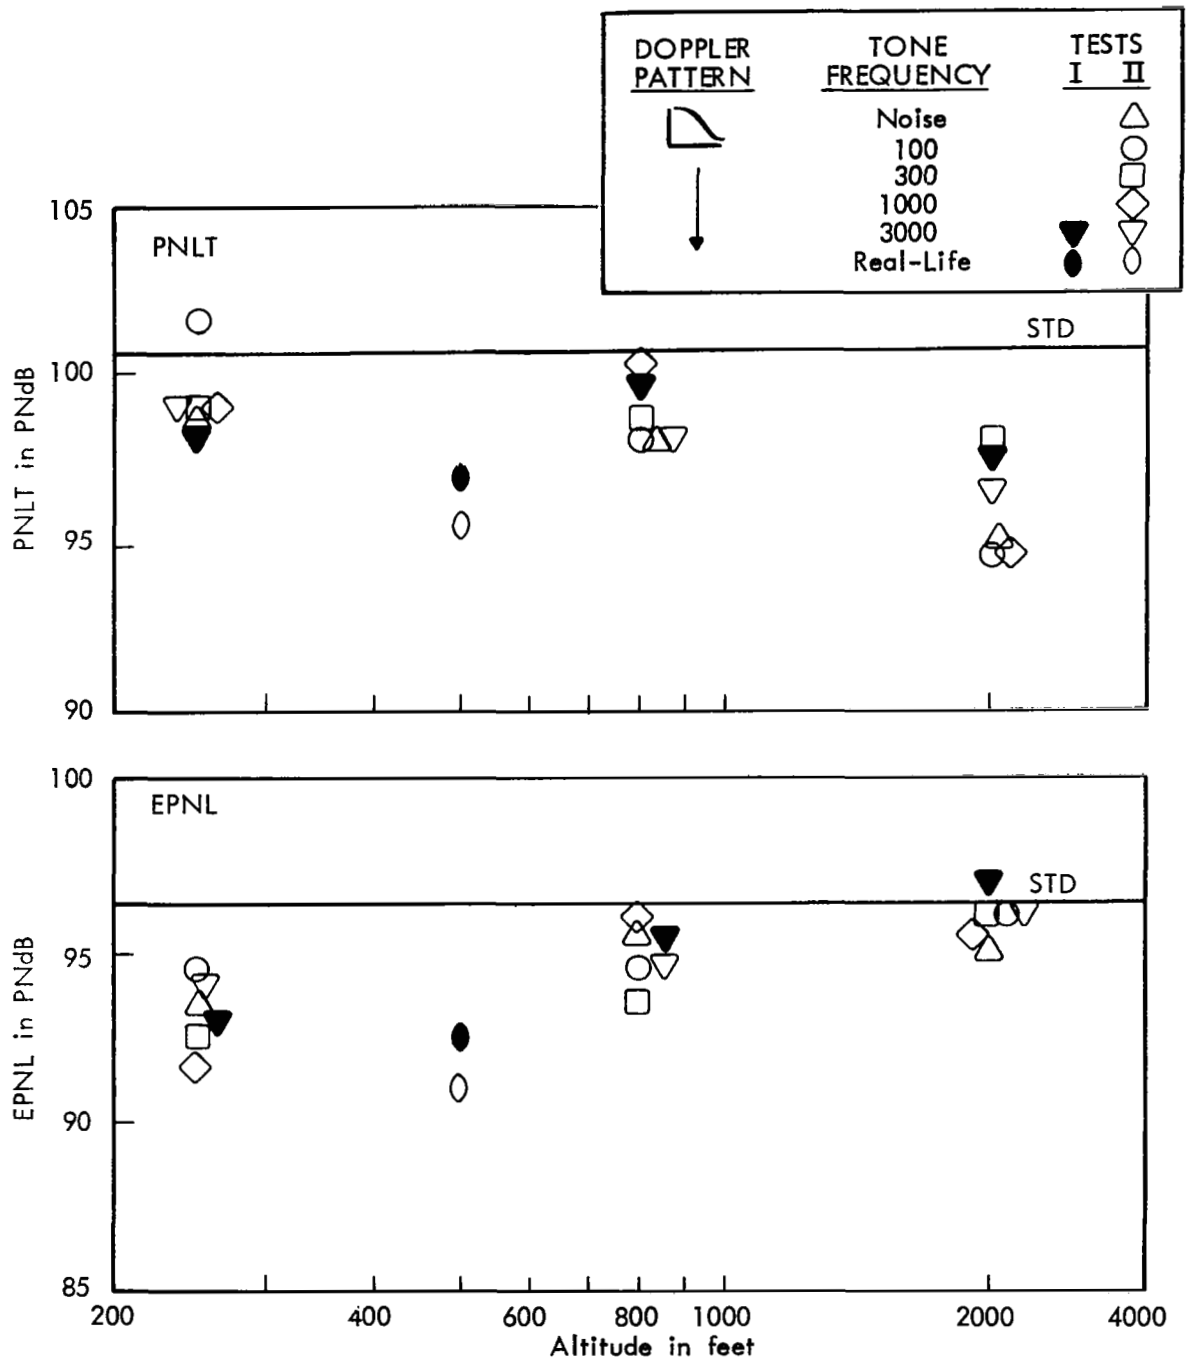 DOPPLER PATTERN
TONE FREQUENCY
TESTS
I II
Noise
100
300
1000
3000
Real-Life
105
PNLT
STD
100
95
90
PNLT in PNdB
100
EPNL
STD
95
90
85
EPNL in PNdB
200 400 600 800 1000 2000 4000
Altitude in feet